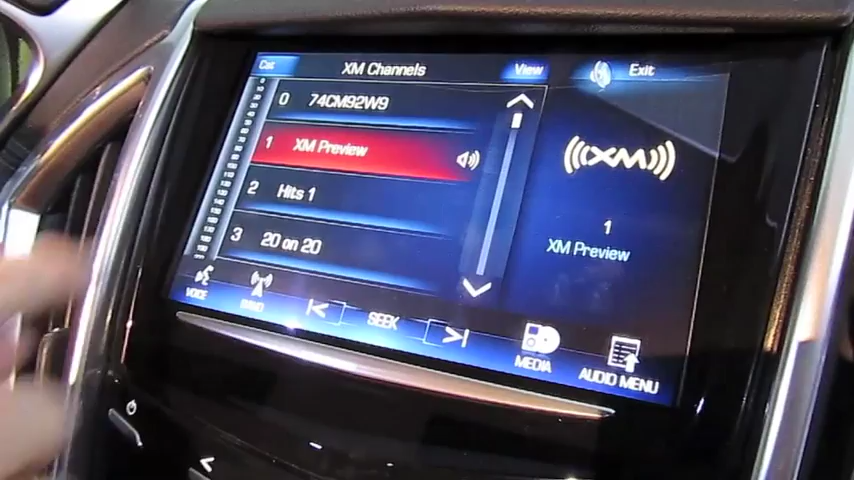 Cat XM Channels View Exit
0 74CM92W9
1 XM Preview
2 Hits 1
3 20 on 20
XM
1
XM Preview
VOICE BAND SEEK MEDIA AUDIO MENU